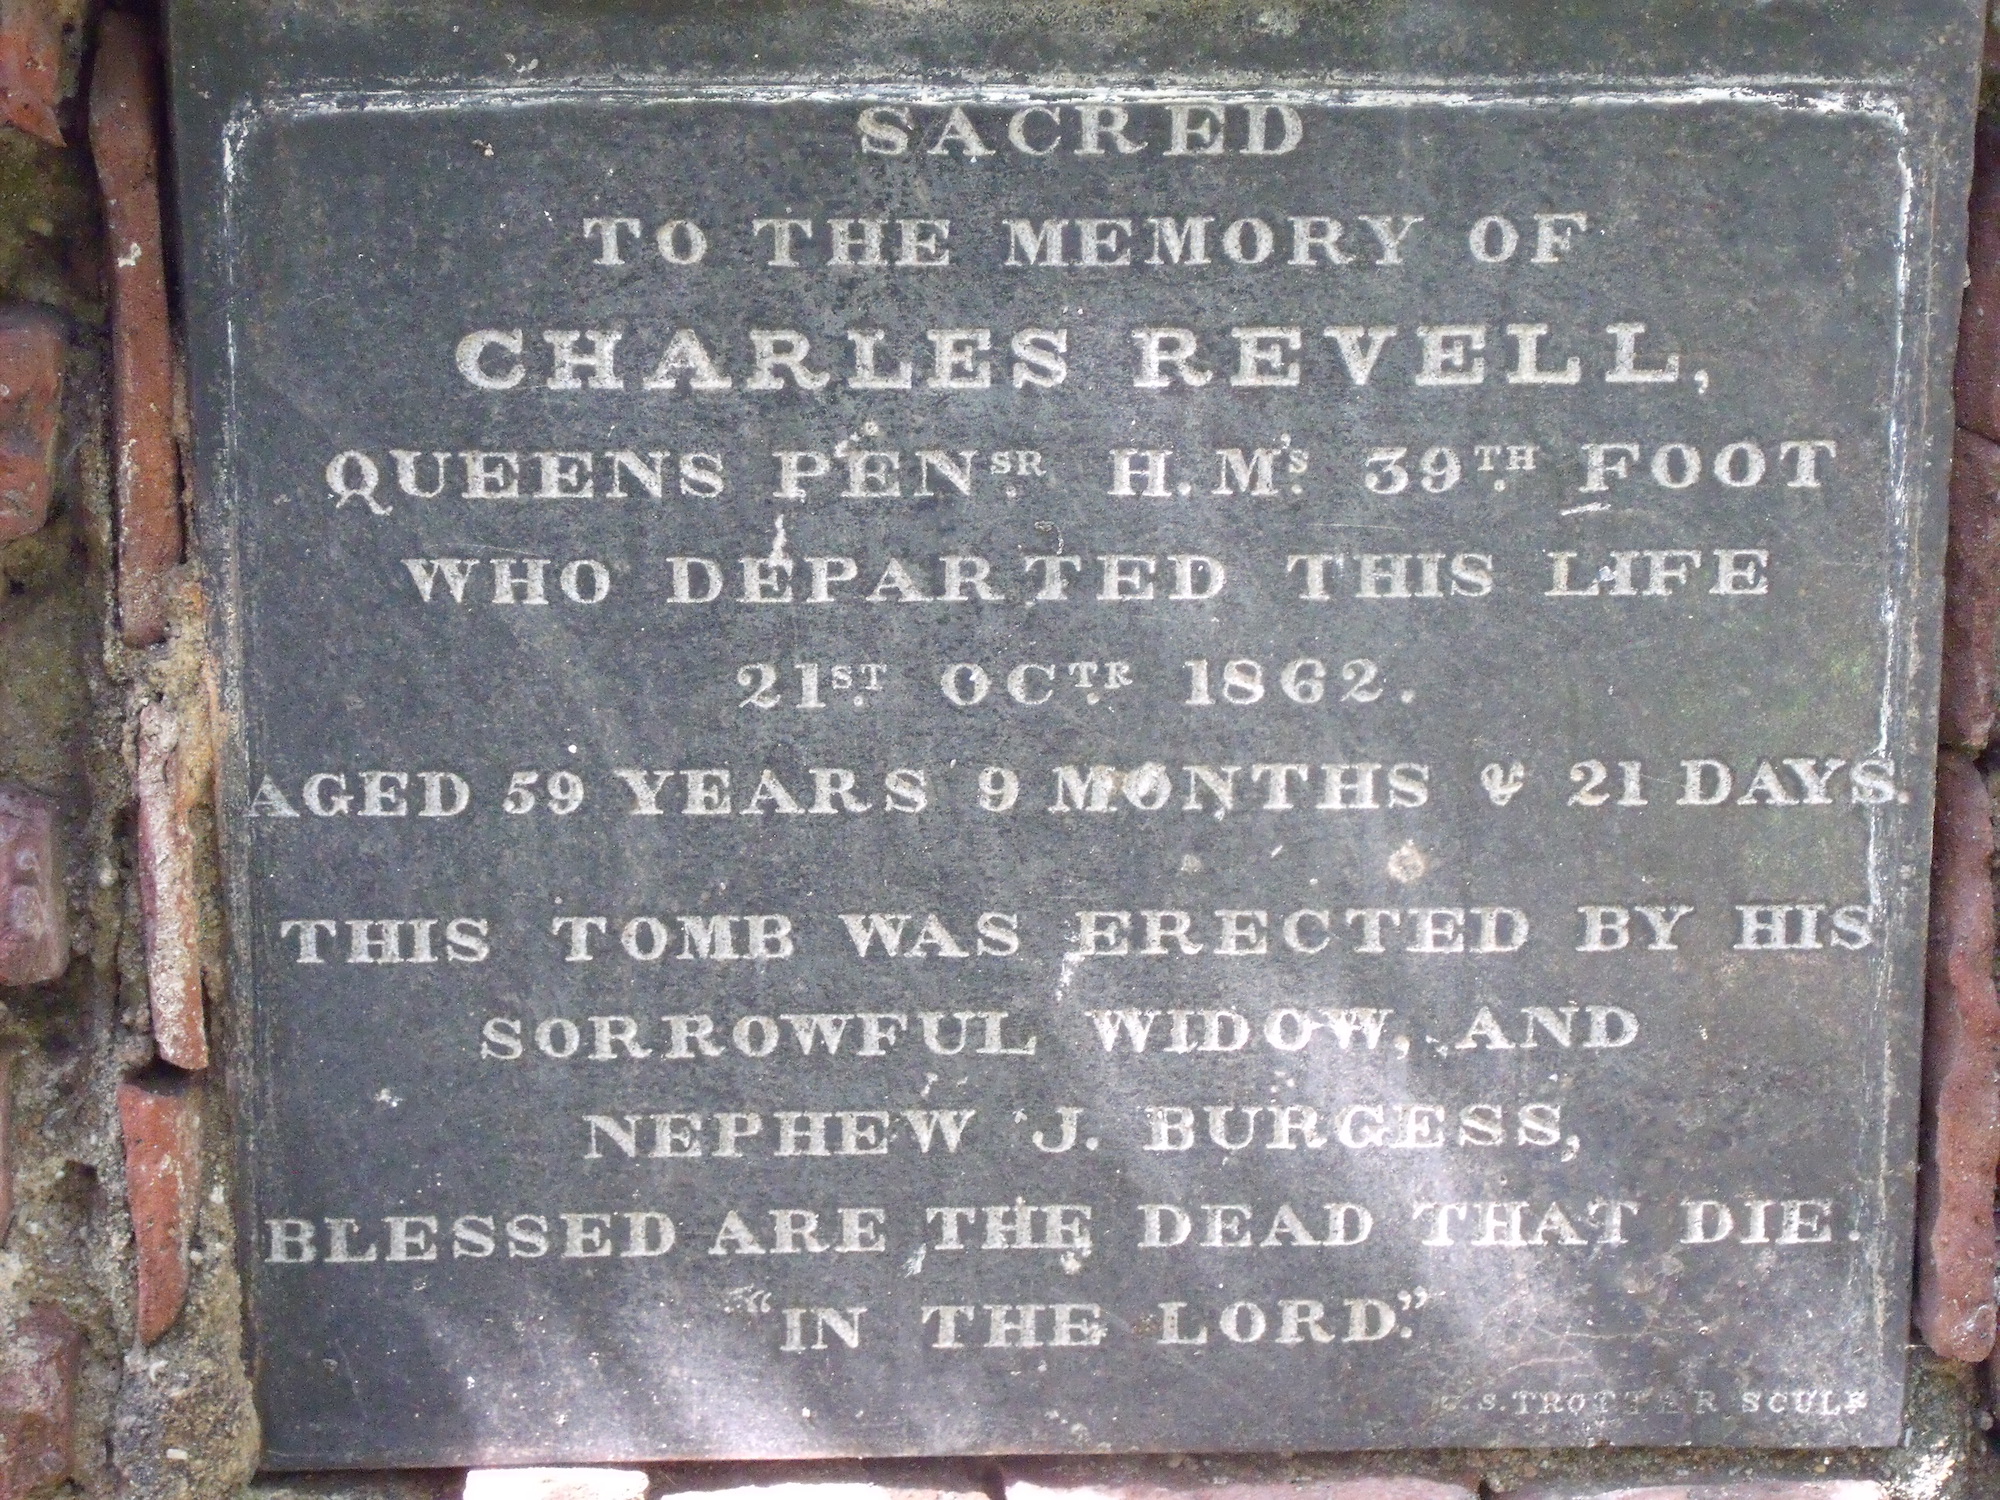 SACRED
TO THE MEMORY OF
CHARLES REVELL,
QUEENS PENSR. H.M'S. 39TH. FOOT
WHO DEPARTED THIS LIFE
21ST. OCTR. 1862.
AGED 59 YEARS 9 MONTHS & 21 DAYS.
THIS TOMB WAS ERECTED BY HIS
SORROWFUL WIDOW, AND
NEPHEW J. BURGESS,
BLESSED ARE THE DEAD THAT DIE.
"IN THE LORD."
S. TROTTER SCULP